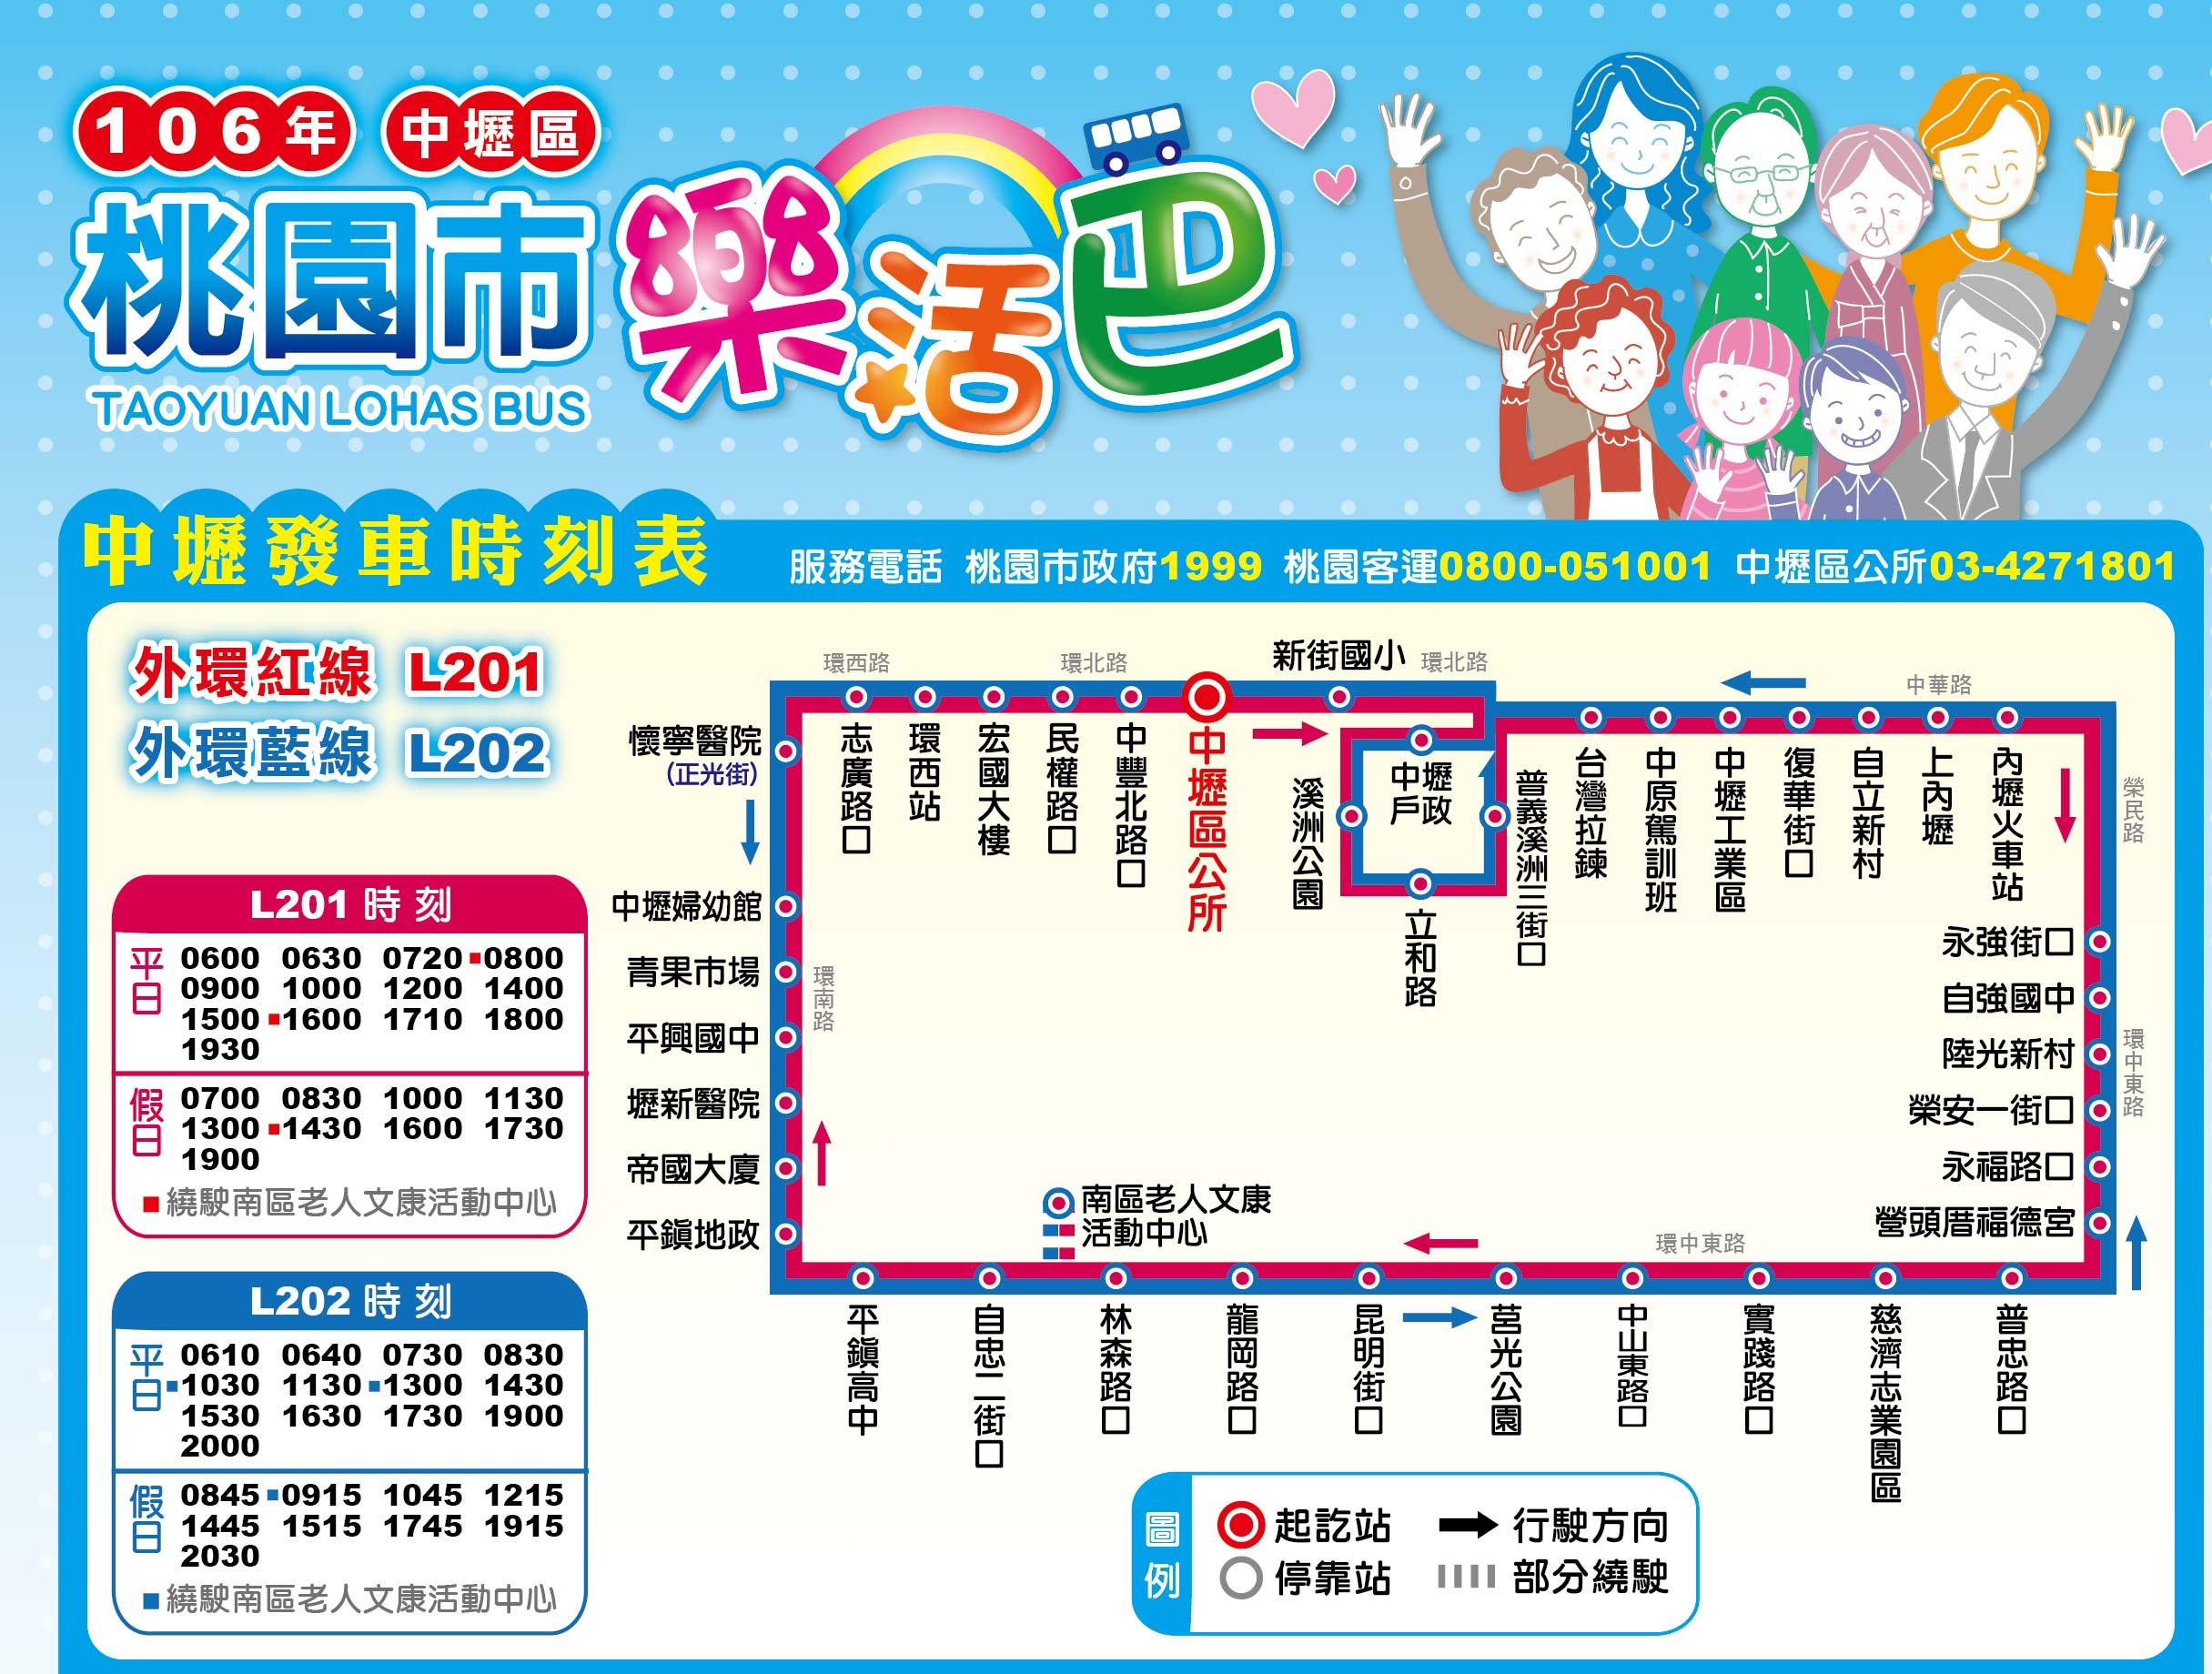 106年 中壢區
桃園市樂活巴
TAOYUAN LOHAS BUS
中壢發車時刻表
服務電話 桃園市政府1999 桃園客運0800-051001 中壢區公所03-4271801
外環紅線 L201
外環藍線 L202
L201 時刻
平日
0600 0630 0720 ■0800
0900 1000 1200 1400
1500 ■1600 1710 1800
1930
假日
0700 0830 1000 1130
1300 ■1430 1600 1730
1900
■繞駛南區老人文康活動中心
L202 時刻
平日
0610 0640 0730 0830
■1030 1130 ■1300 1430
1530 1630 1730 1900
2000
假日
0845 ■0915 1045 1215
1445 1515 1745 1915
2030
■繞駛南區老人文康活動中心
環西路
環北路
新街國小
環北路
中華路
懷寧醫院
(正光街)
志廣路口
環西站
宏國大樓
民權路口
中豐北路口
中壢區公所
溪洲公園
中壢
戶政
立和路
普義溪洲三街口
台灣拉鍊
中原駕訓班
中壢工業區
復華街口
自立新村
上內壢
內壢火車站
榮民路
中壢婦幼館
青果市場
平興國中
壢新醫院
帝國大廈
平鎮地政
環南路
永強街口
自強國中
陸光新村
榮安一街口
永福路口
營頭厝福德宮
環中東路
南區老人文康
活動中心
環中東路
平鎮高中
自忠二街口
林森路口
龍岡路口
昆明街口
莒光公園
中山東路口
實踐路口
慈濟志業園區
普忠路口
圖例
起訖站
行駛方向
停靠站
部分繞駛